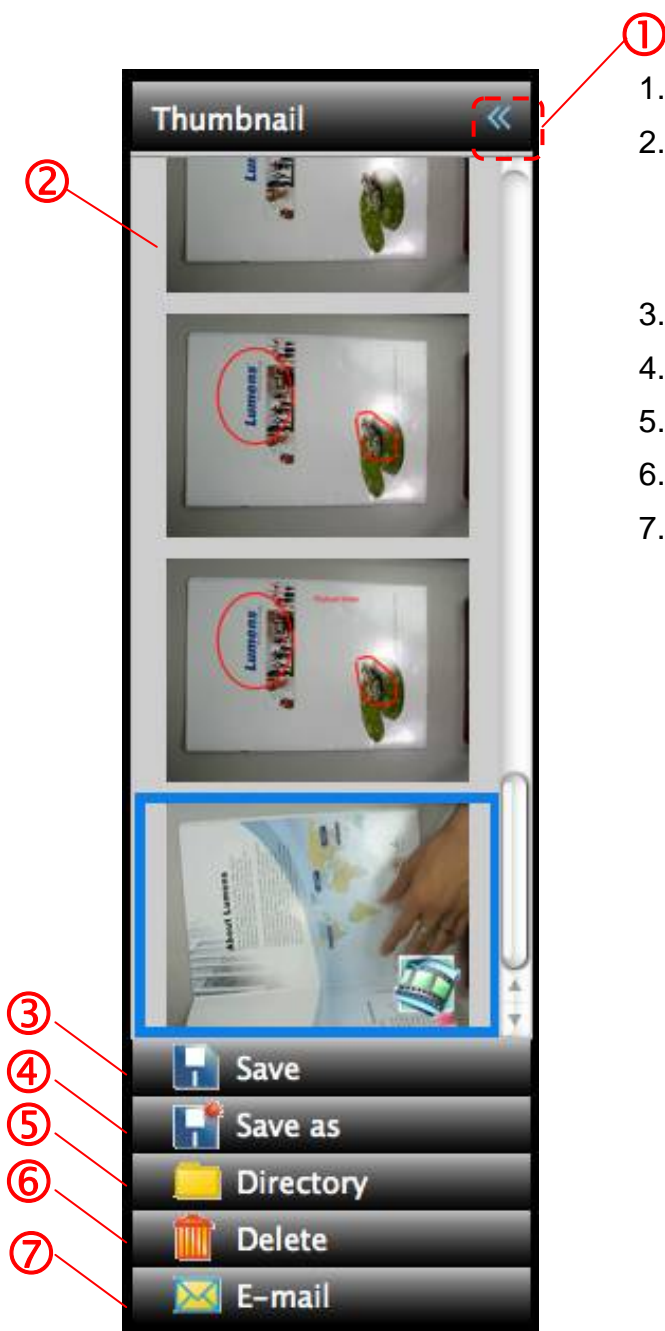 ①
1.
Thumbnail
2.
②
3.
Lumens
4.
5.
6.
7.
Lumens
About Lumens
③
Save
④
Save as
⑤
Directory
⑥
Delete
⑦
E-mail